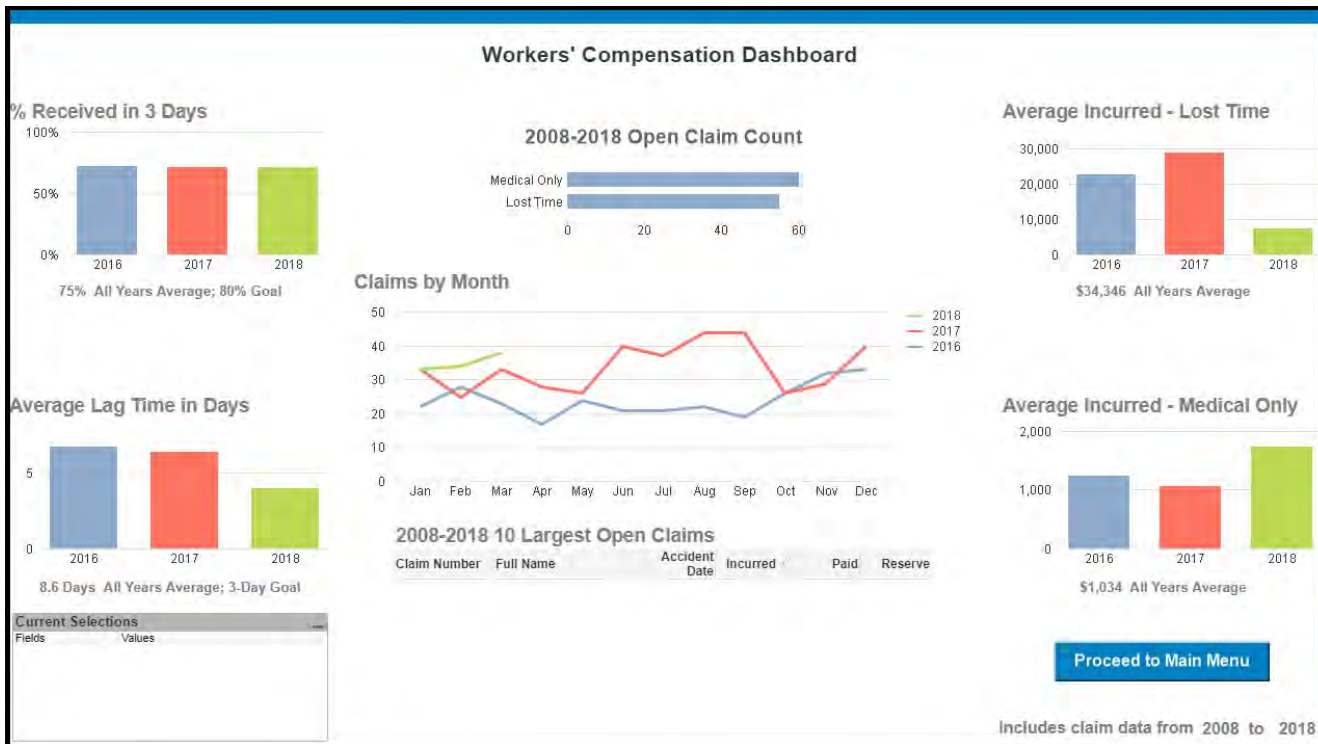 Workers' Compensation Dashboard
% Received in 3 Days
100%
50%
0%
2016 2017 2018
75% All Years Average; 80% Goal
Average Lag Time in Days
5
0
2016 2017 2018
8.6 Days All Years Average; 3-Day Goal
Current Selections
Fields Values
2008-2018 Open Claim Count
Medical Only
Lost Time
0 20 40 60
Claims by Month
50
40
30
20
10
0
Jan Feb Mar Apr May Jun Jul Aug Sep Oct Nov Dec
2018
2017
2016
2008-2018 10 Largest Open Claims
Claim Number Full Name Accident Date Incurred Paid Reserve
Average Incurred - Lost Time
30,000
20,000
10,000
0
2016 2017 2018
$34,346 All Years Average
Average Incurred - Medical Only
2,000
1,000
0
2016 2017 2018
$1,034 All Years Average
Proceed to Main Menu
Includes claim data from 2008 to 2018